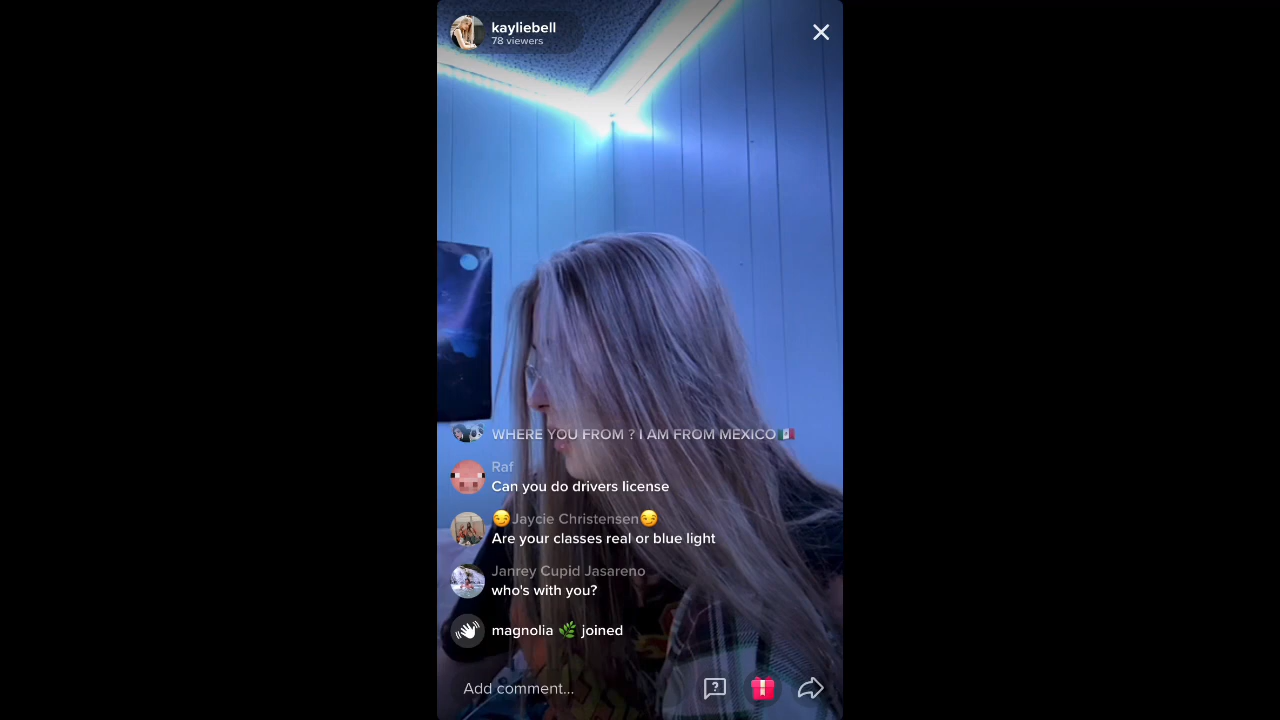 kayliebell
78 viewers
WHERE YOU FROM ? I AM FROM MEXICO🇲🇽
Raf
Can you do drivers license
😏Jaycie Christensen😏
Are your classes real or blue light
Janrey Cupid Jasareno
who's with you?
magnolia 🌿 joined
Add comment...